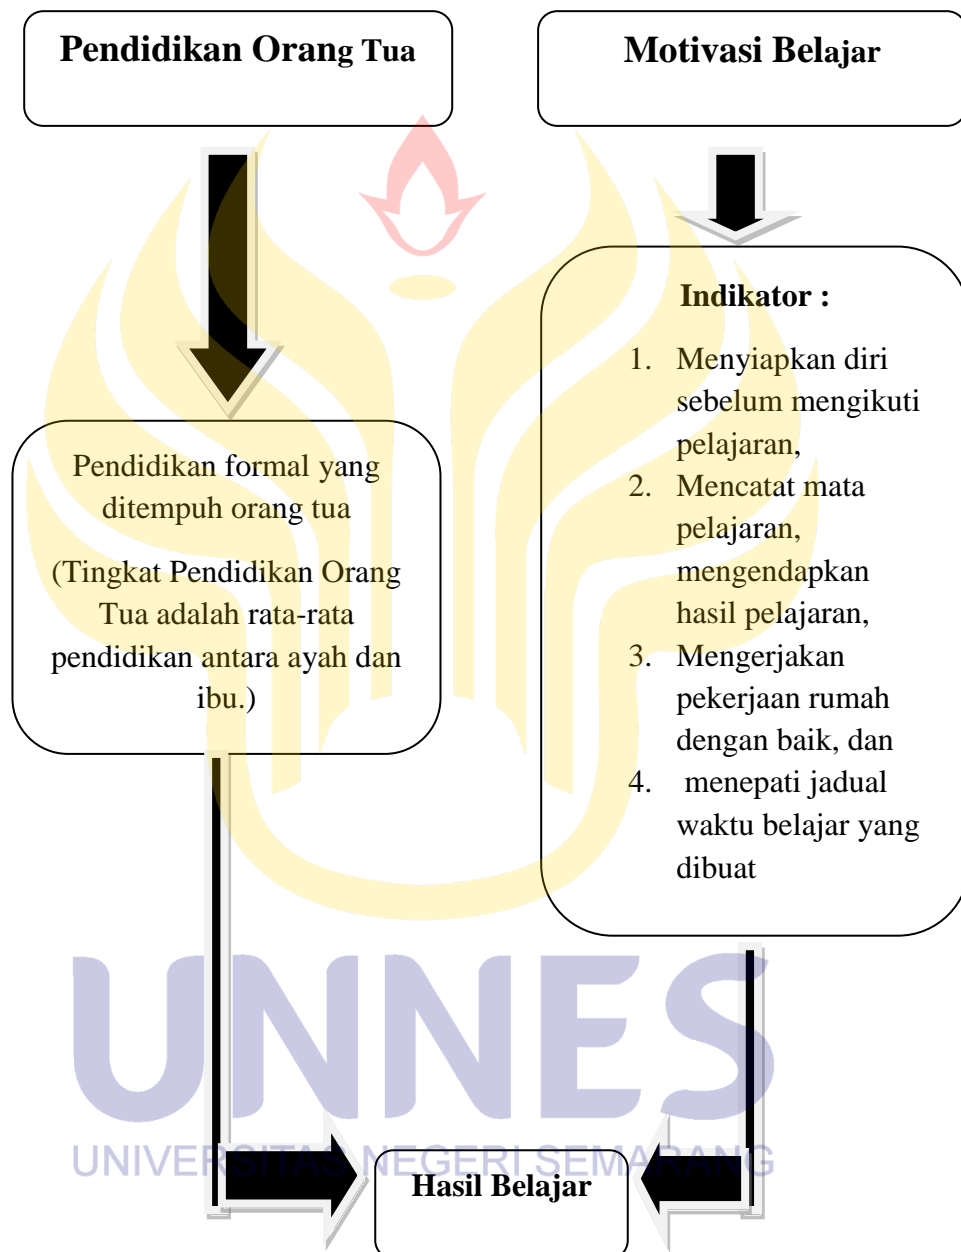 Pendidikan Orang Tua
Motivasi Belajar
Pendidikan formal yang
ditempuh orang tua
(Tingkat Pendidikan Orang
Tua adalah rata-rata
pendidikan antara ayah dan
ibu.)
Indikator :
1. Menyiapkan diri
sebelum mengikuti
pelajaran,
2. Mencatat mata
pelajaran,
mengendapkan
hasil pelajaran,
3. Mengerjakan
pekerjaan rumah
dengan baik, dan
4. menepati jadual
waktu belajar yang
dibuat
UNNES
UNIVERSITAS NEGERI SEMARANG
Hasil Belajar